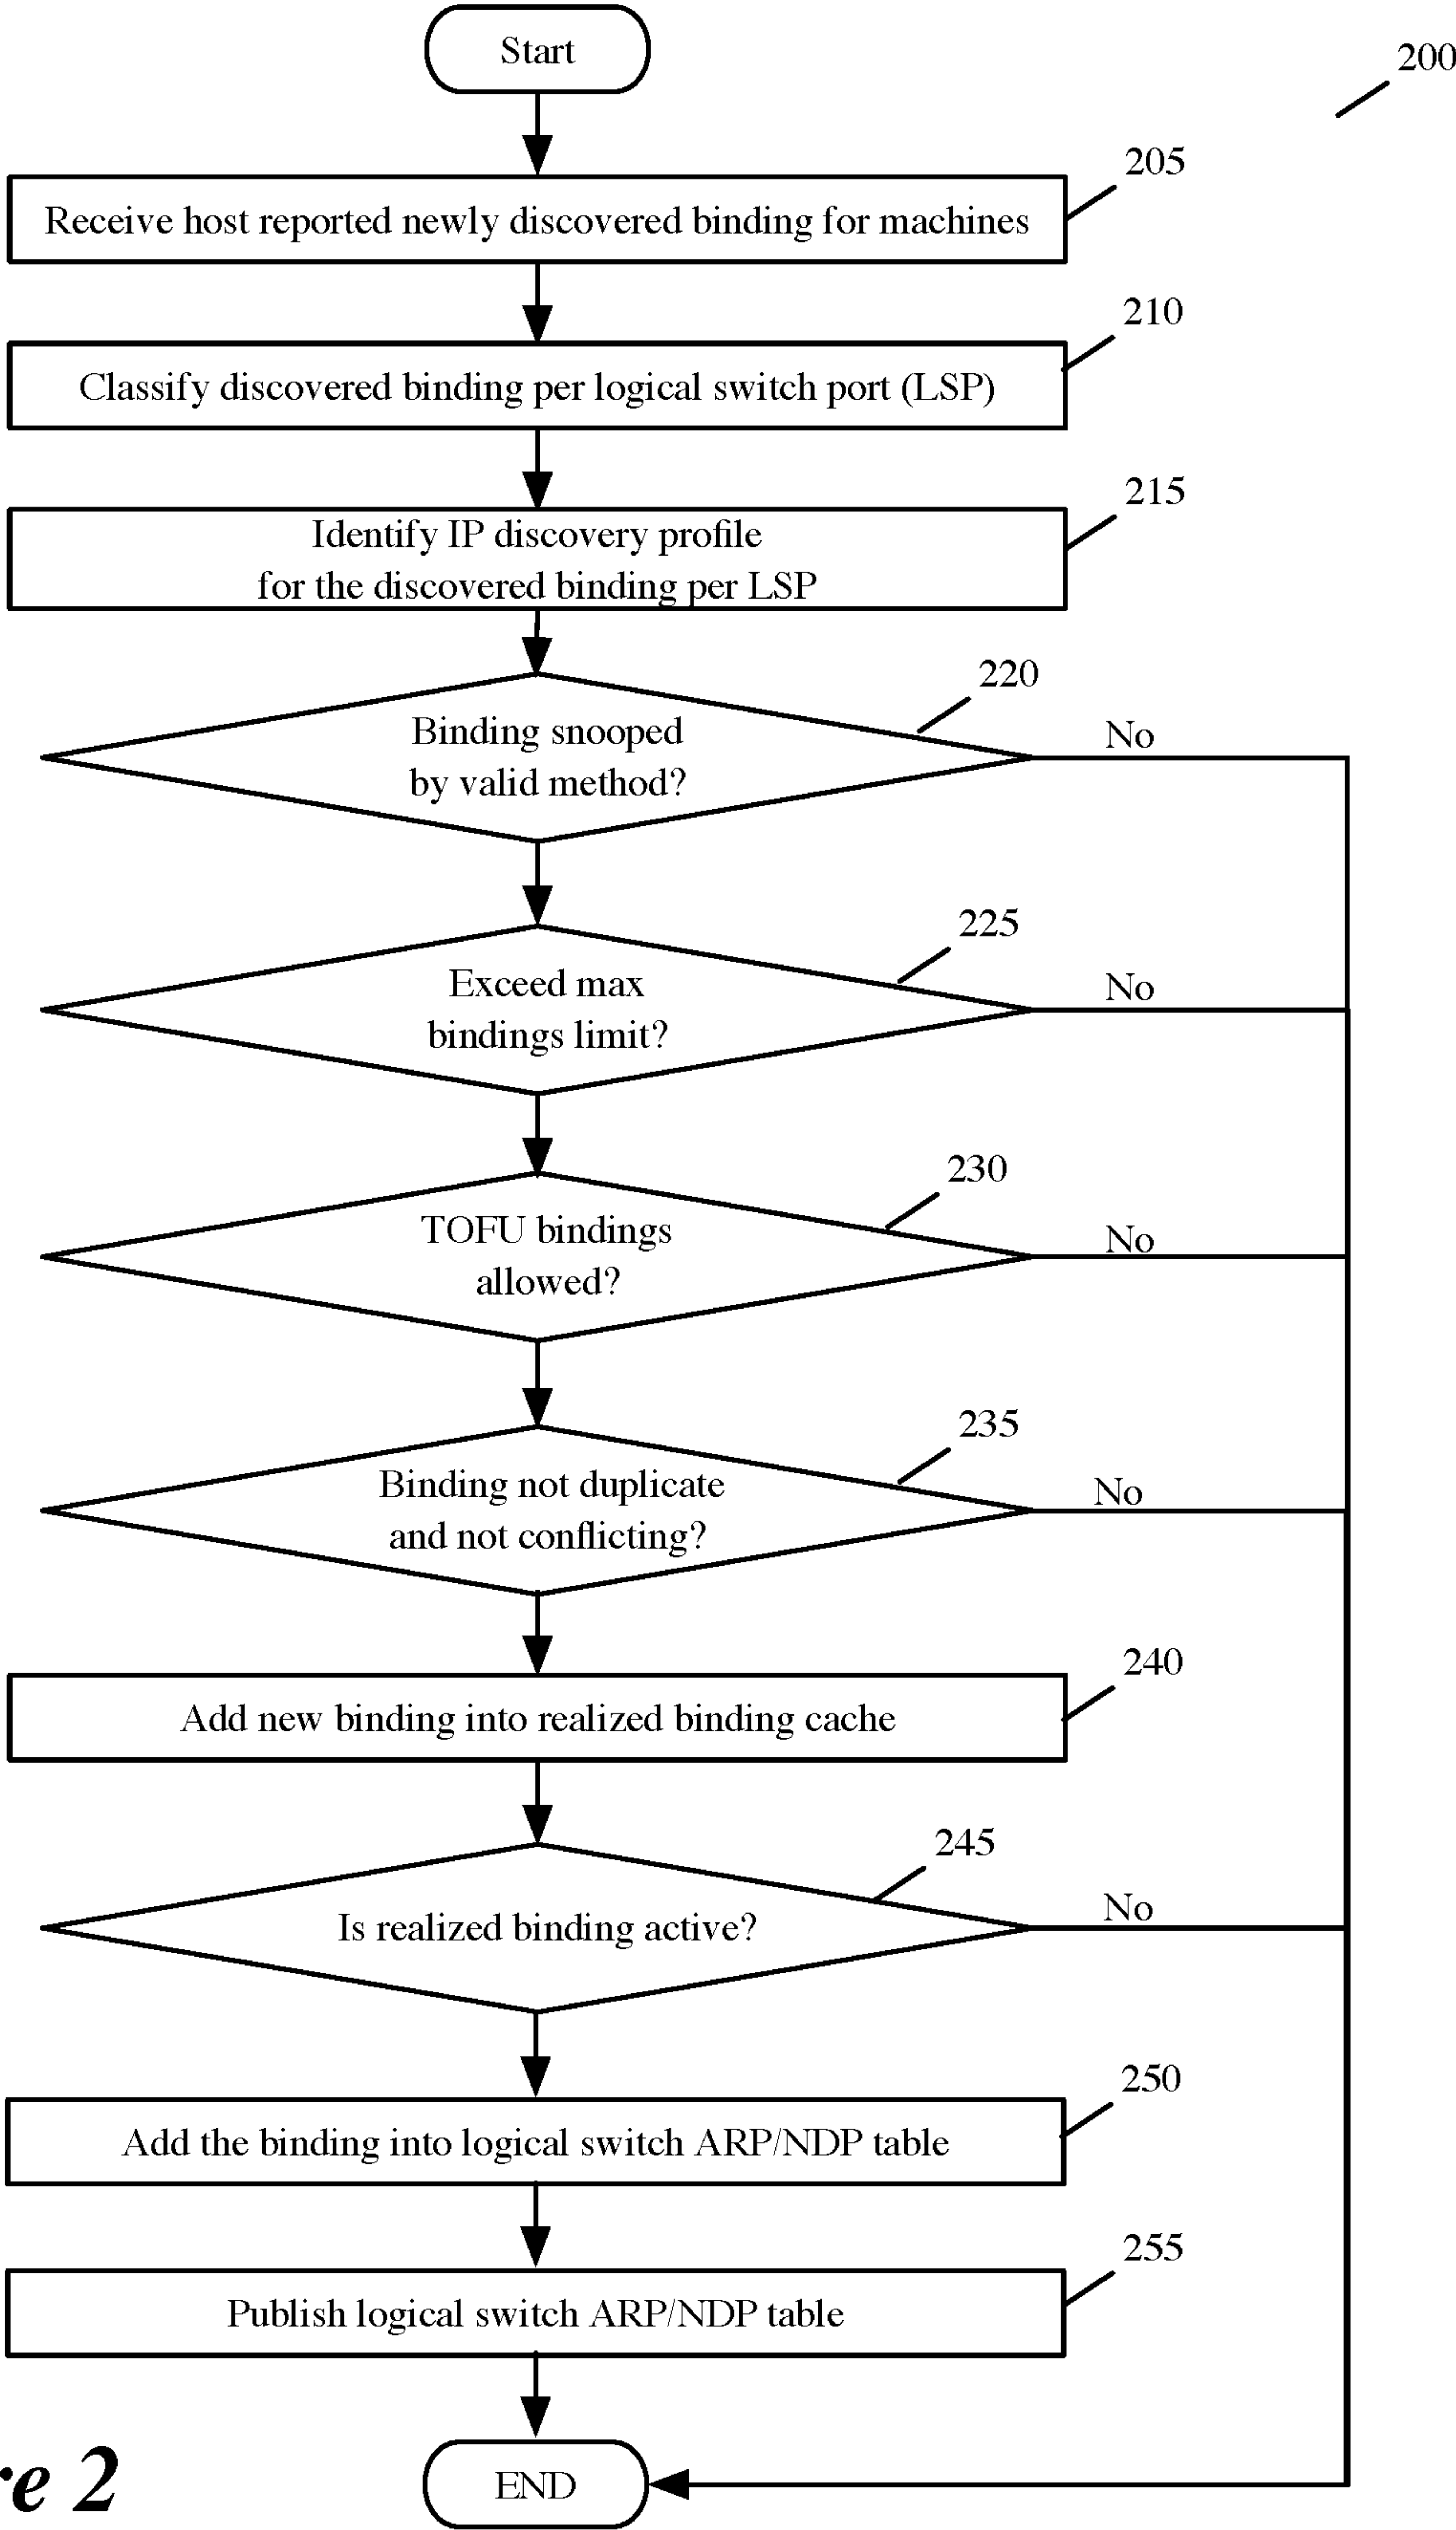 Start
200
205
Receive host reported newly discovered binding for machines
210
Classify discovered binding per logical switch port (LSP)
215
Identify IP discovery profile
for the discovered binding per LSP
220
Binding snooped
by valid method?
No
225
Exceed max
bindings limit?
No
230
TOFU bindings
allowed?
No
235
Binding not duplicate
and not conflicting?
No
240
Add new binding into realized binding cache
245
Is realized binding active?
No
250
Add the binding into logical switch ARP/NDP table
255
Publish logical switch ARP/NDP table
END
re 2